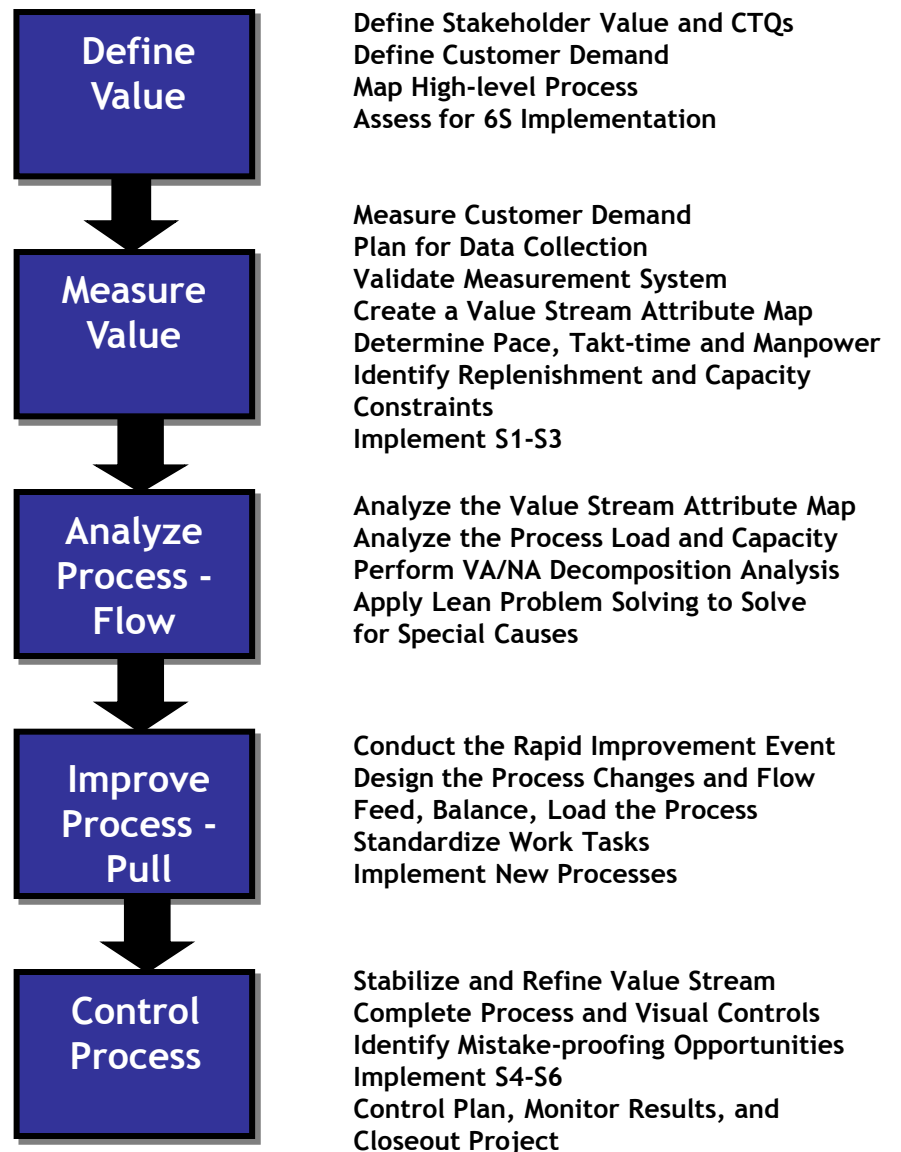 Define
Value
Define Stakeholder Value and CTQs
Define Customer Demand
Map High-level Process
Assess for 6S Implementation
Measure
Value
Measure Customer Demand
Plan for Data Collection
Validate Measurement System
Create a Value Stream Attribute Map
Determine Pace, Takt-time and Manpower
Identify Replenishment and Capacity
Constraints
Implement S1-S3
Analyze
Process -
Flow
Analyze the Value Stream Attribute Map
Analyze the Process Load and Capacity
Perform VA/NA Decomposition Analysis
Apply Lean Problem Solving to Solve
for Special Causes
Improve
Process -
Pull
Conduct the Rapid Improvement Event
Design the Process Changes and Flow
Feed, Balance, Load the Process
Standardize Work Tasks
Implement New Processes
Control
Process
Stabilize and Refine Value Stream
Complete Process and Visual Controls
Identify Mistake-proofing Opportunities
Implement S4-S6
Control Plan, Monitor Results, and
Closeout Project